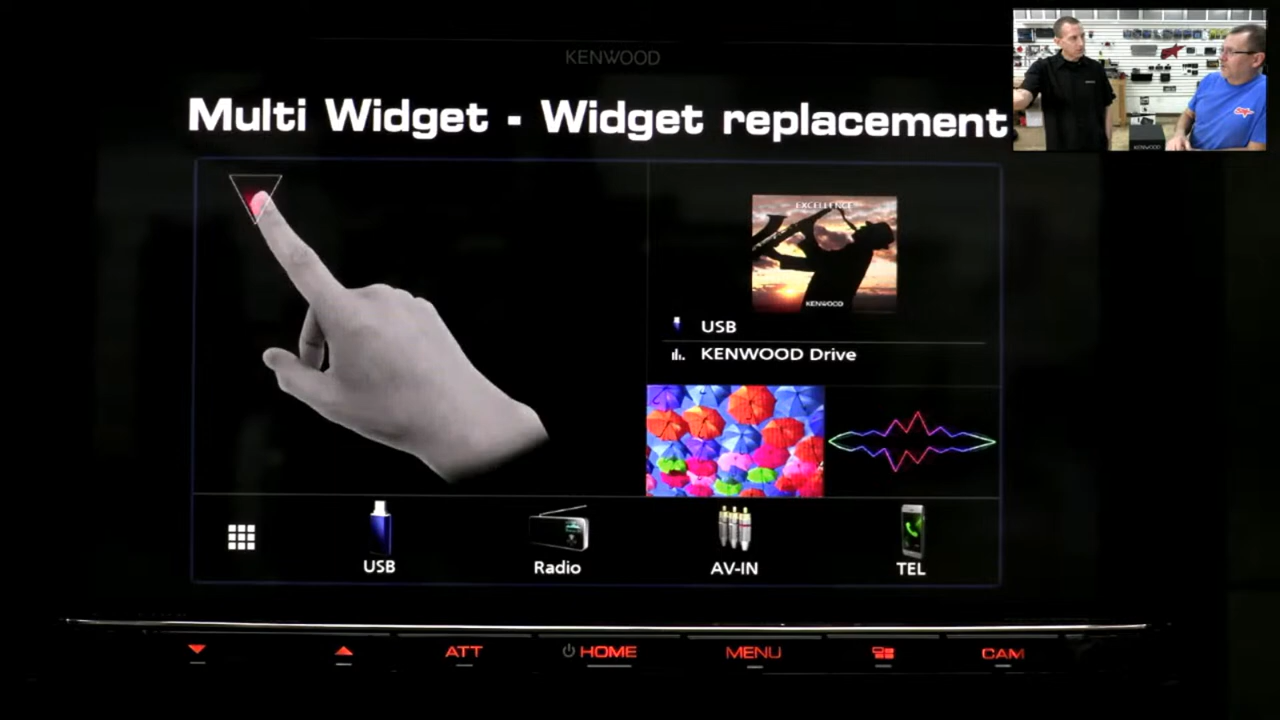 KENWOOD
Multi Widget - Widget replacement
EXCELLENCE
KENWOOD
USB
KENWOOD Drive
USB
Radio
AV-IN
TEL
ATT
HOME
MENU
CAM
KENWOOD